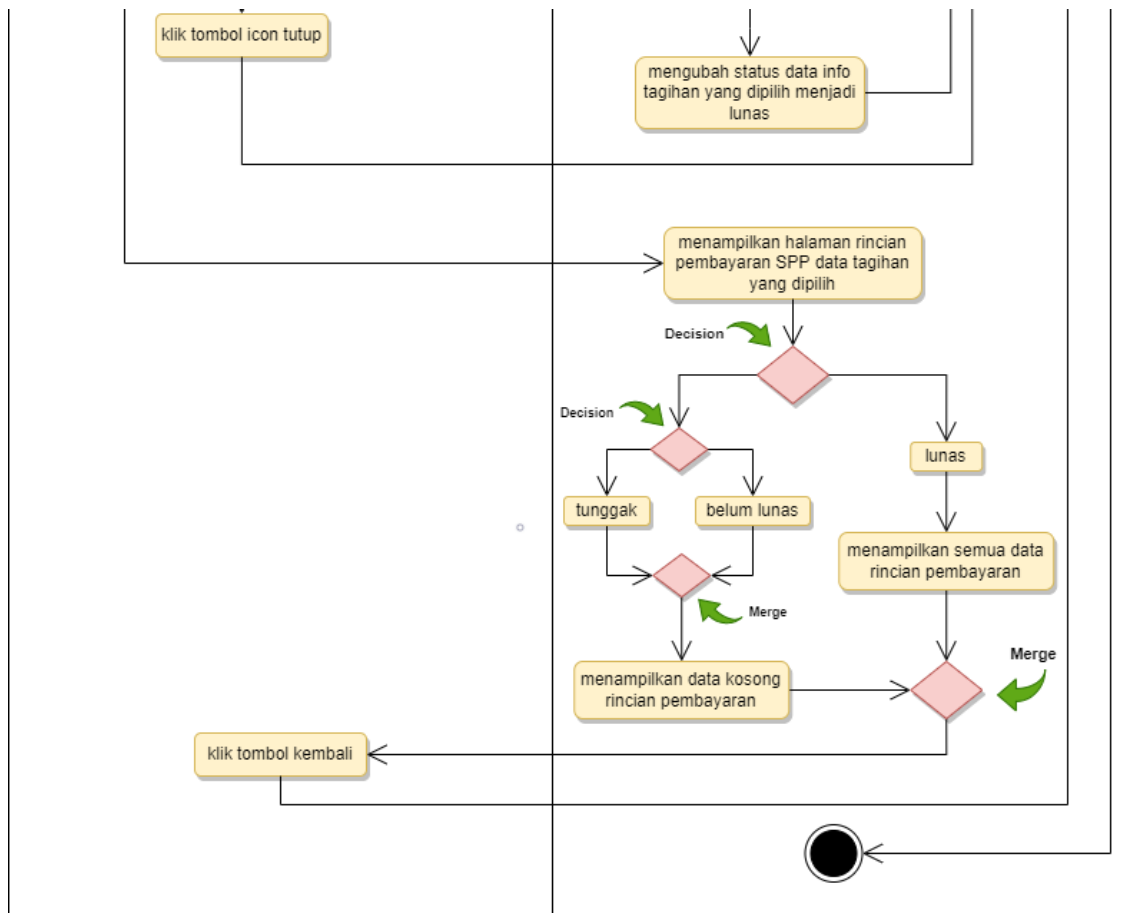 klik tombol icon tutup
mengubah status data info
tagihan yang dipilih menjadi
lunas
menampilkan halaman rincian
pembayaran SPP data tagihan
yang dipilih
Decision
Decision
lunas
tunggak
belum lunas
menampilkan semua data
rincian pembayaran
Merge
Merge
menampilkan data kosong
rincian pembayaran
klik tombol kembali